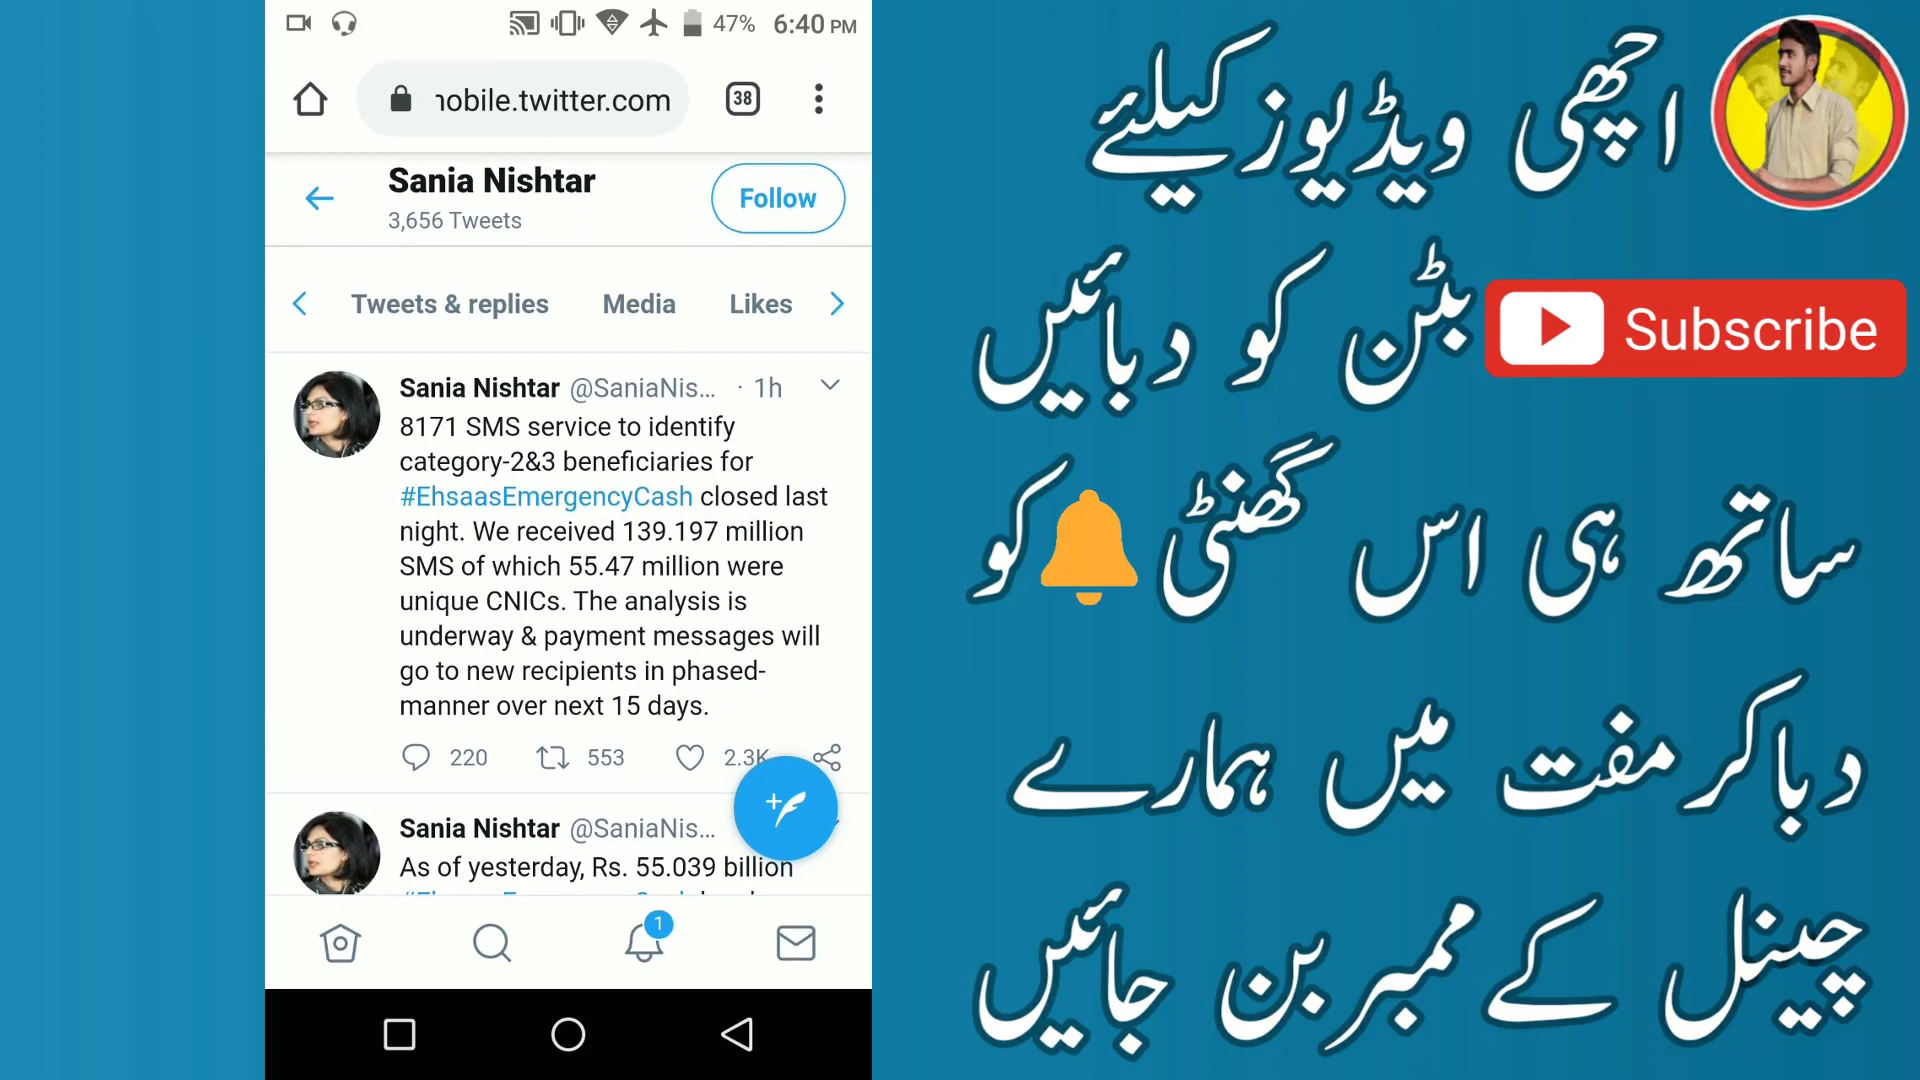 47% 6:40 PM
nobile.twitter.com 38
Sania Nishtar
3,656 Tweets
Follow
Tweets & replies Media Likes
Sania Nishtar @SaniaNis... · 1h
8171 SMS service to identify
category-2&3 beneficiaries for
#EhsaasEmergencyCash closed last
night. We received 139.197 million
SMS of which 55.47 million were
unique CNICs. The analysis is
underway & payment messages will
go to new recipients in phased-
manner over next 15 days.
220 553 2.3K
Sania Nishtar @SaniaNis...
As of yesterday, Rs. 55.039 billion
1
اچھی ویڈیوز کیلئے
Subscribe بٹن کو دبائیں
ساتھ ہی اس گھنٹی کو
دبا کر مفت میں ہمارے
چینل کے ممبر بن جائیں